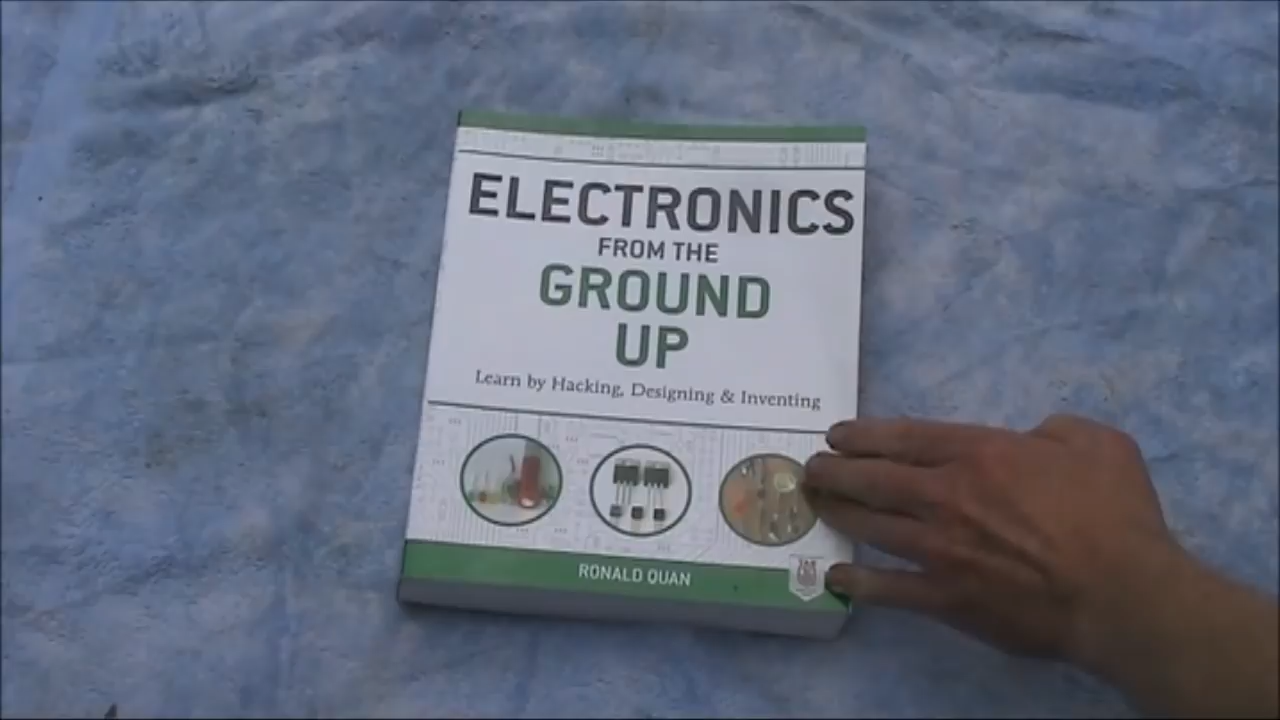 ELECTRONICS
FROM THE
GROUND
UP
Learn by Hacking, Designing & Inventing
RONALD QUAN